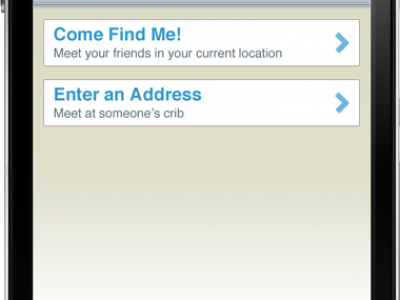 Come Find Me!
Meet your friends in your current location
Enter an Address
Meet at someone's crib